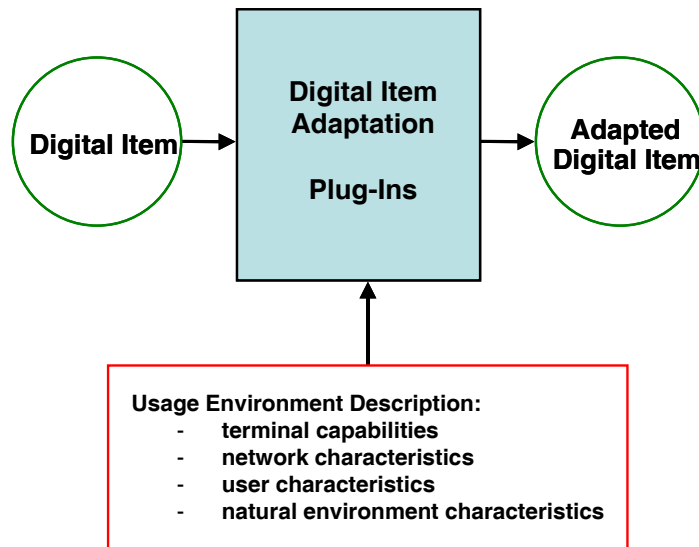 Digital Item
Digital Item
Adaptation
Plug-Ins
Adapted
Digital Item
Usage Environment Description:
- terminal capabilities
- network characteristics
- user characteristics
- natural environment characteristics